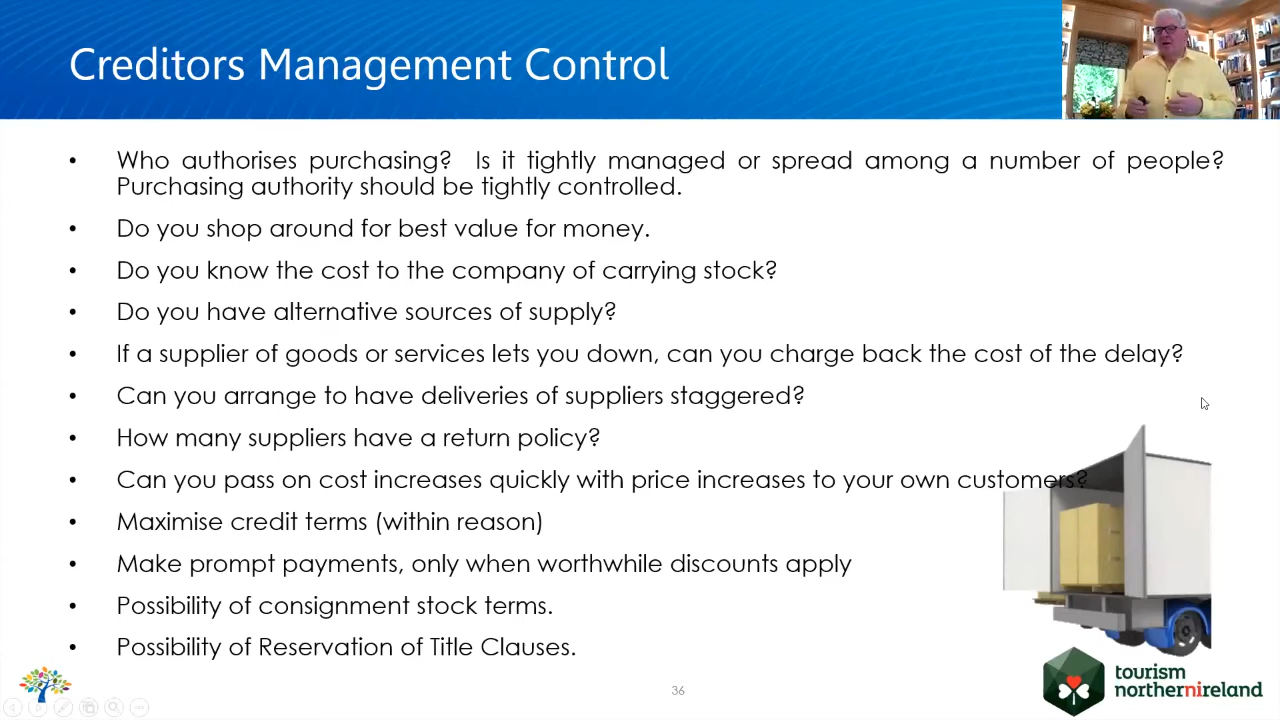 Creditors Management Control
• Who authorises purchasing? Is it tightly managed or spread among a number of people?
Purchasing authority should be tightly controlled.
• Do you shop around for best value for money.
• Do you know the cost to the company of carrying stock?
• Do you have alternative sources of supply?
• If a supplier of goods or services lets you down, can you charge back the cost of the delay?
• Can you arrange to have deliveries of suppliers staggered?
• How many suppliers have a return policy?
• Can you pass on cost increases quickly with price increases to your own customers?
• Maximise credit terms (within reason)
• Make prompt payments, only when worthwhile discounts apply
• Possibility of consignment stock terms.
• Possibility of Reservation of Title Clauses.
36
tourism
northernireland